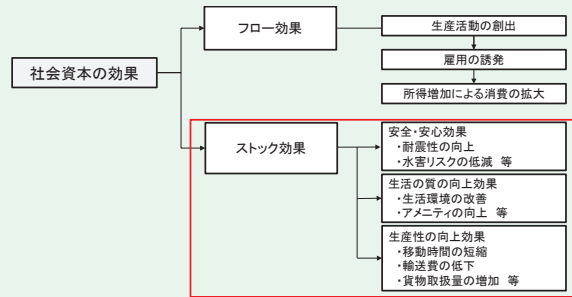 社会資本の効果
フロー効果
生産活動の創出
雇用の誘発
所得増加による消費の拡大
ストック効果
安全・安心効果
・耐震性の向上
・水害リスクの低減 等
生活の質の向上効果
・生活環境の改善
・アメニティの向上 等
生産性の向上効果
・移動時間の短縮
・輸送費の低下
・貨物取扱量の増加 等